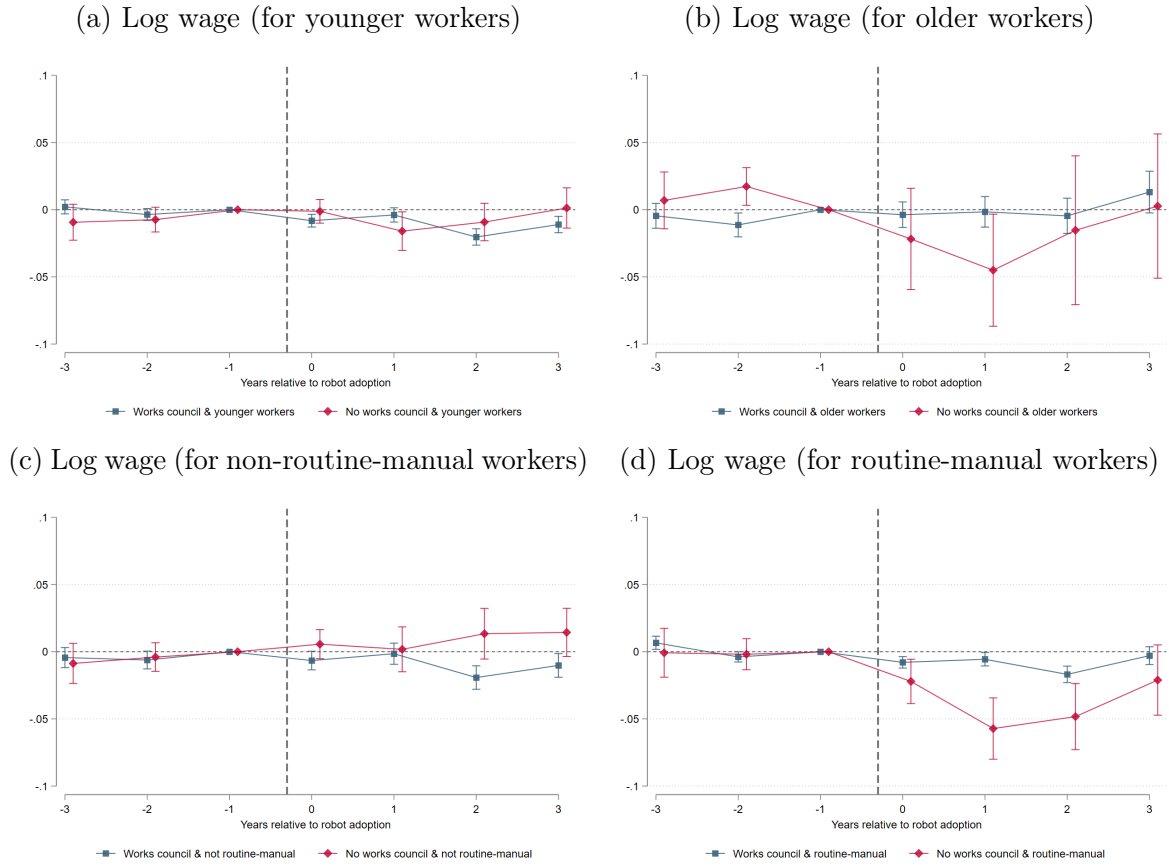 (a) Log wage (for younger workers)
(b) Log wage (for older workers)
.1
.05
0
-.05
-.1
-3 -2 -1 0 1 2 3
Years relative to robot adoption
Works council & younger workers No works council & younger workers
.1
.05
0
-.05
-.1
-3 -2 -1 0 1 2 3
Years relative to robot adoption
Works council & older workers No works council & older workers
(c) Log wage (for non-routine-manual workers)
(d) Log wage (for routine-manual workers)
.1
.05
0
-.05
-.1
-3 -2 -1 0 1 2 3
Years relative to robot adoption
Works council & not routine-manual No works council & not routine-manual
.1
.05
0
-.05
-.1
-3 -2 -1 0 1 2 3
Years relative to robot adoption
Works council & routine-manual No works council & routine-manual